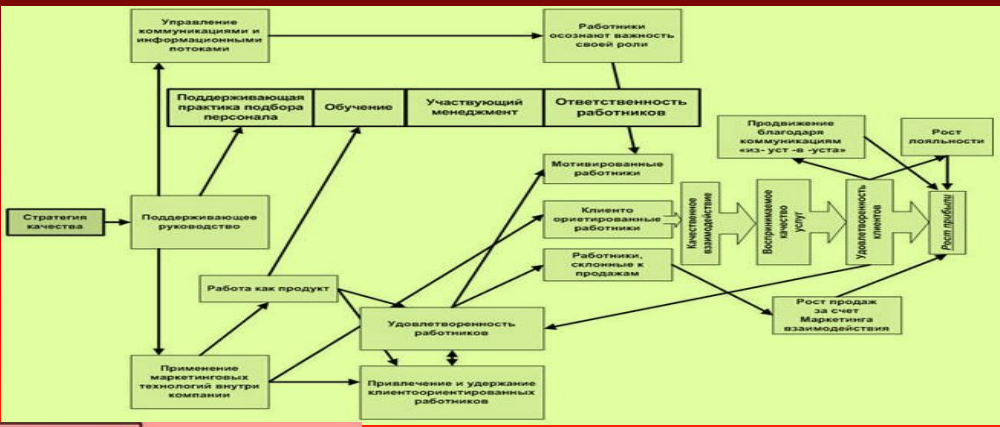 Управление
коммуникациями и
информационными
потоками
Работники
осознают важность
своей роли
Поддерживающая
практика подбора
персонала
Обучение
Участвующий
менеджмент
Ответственность
работников
Продвижение
благодаря
коммуникациям
«из- уст -в -уста»
Рост
лояльности
Мотивированные
работники
Стратегия
качества
Поддерживающее
руководство
Клиенто
ориетированные
работники
Качественное
взаимодействие
Воспринимаемое
качество
услуг
Удовлетворенность
клиентов
Рост прибыли
Работники,
склонные к
продажам
Работа как продукт
Рост продаж
за счет
Маркетинга
взаимодействия
Удовлетворенность
работников
Применение
маркетинговых
технологий внутри
компании
Привлечение и удержание
клиентоориентированных
работников